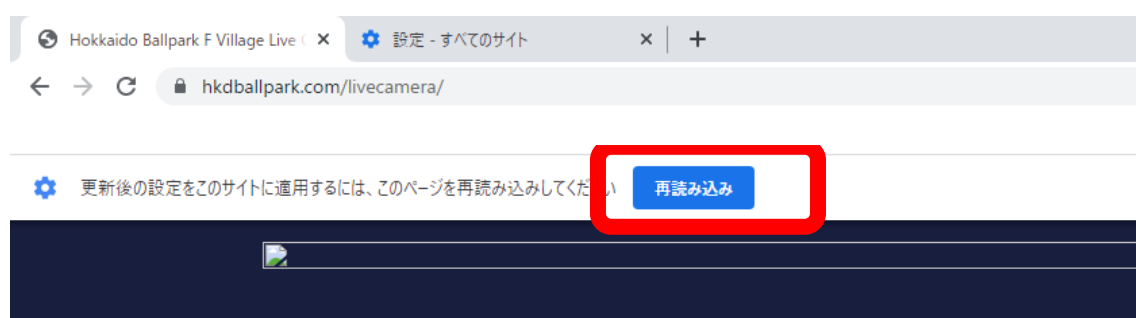 Hokkaido Ballpark F Village Live
設定 - すべてのサイト
hkdballpark.com/livecamera/
更新後の設定をこのサイトに適用するには、このページを再読み込みしてください
再読み込み